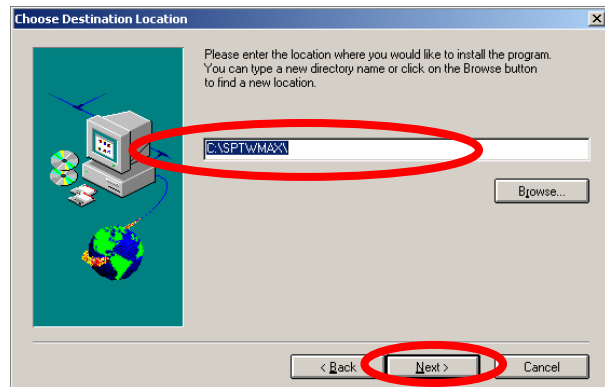 Choose Destination Location
Please enter the location where you would like to install the program.
You can type a new directory name or click on the Browse button
to find a new location.
C:\SPTWMAX\
Browse...
< Back
Next >
Cancel